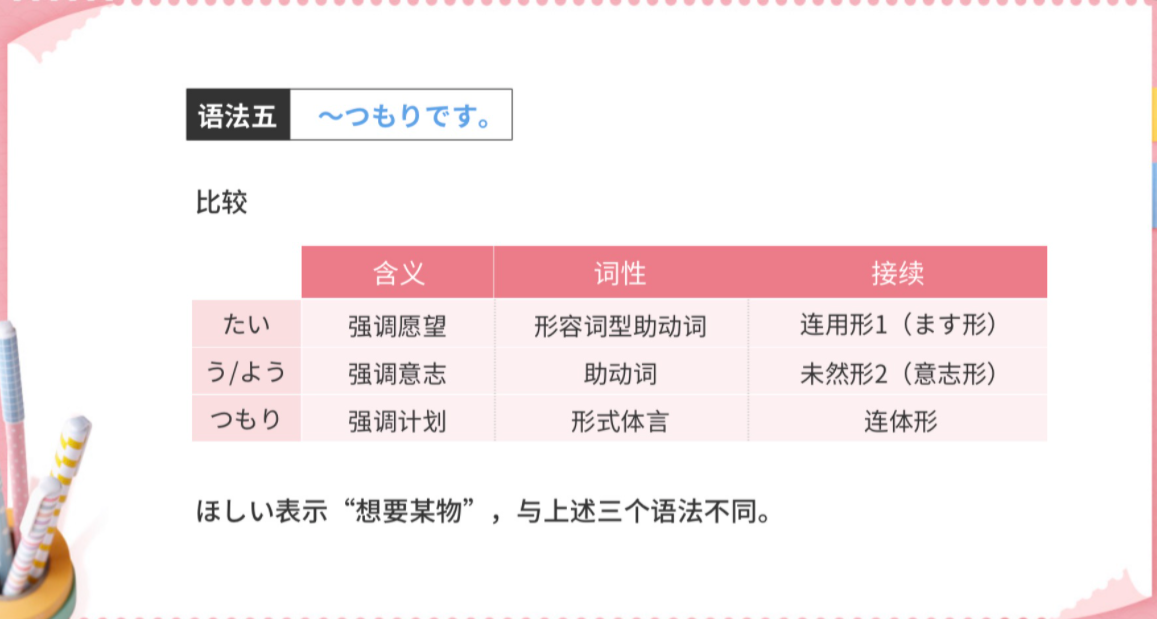 语法五 ～つもりです。
比较
含义 词性 接续
たい 强调愿望 形容词型助动词 连用形1（ます形）
う/よう 强调意志 助动词 未然形2（意志形）
つもり 强调计划 形式体言 连体形
ほしい表示“想要某物”，与上述三个语法不同。